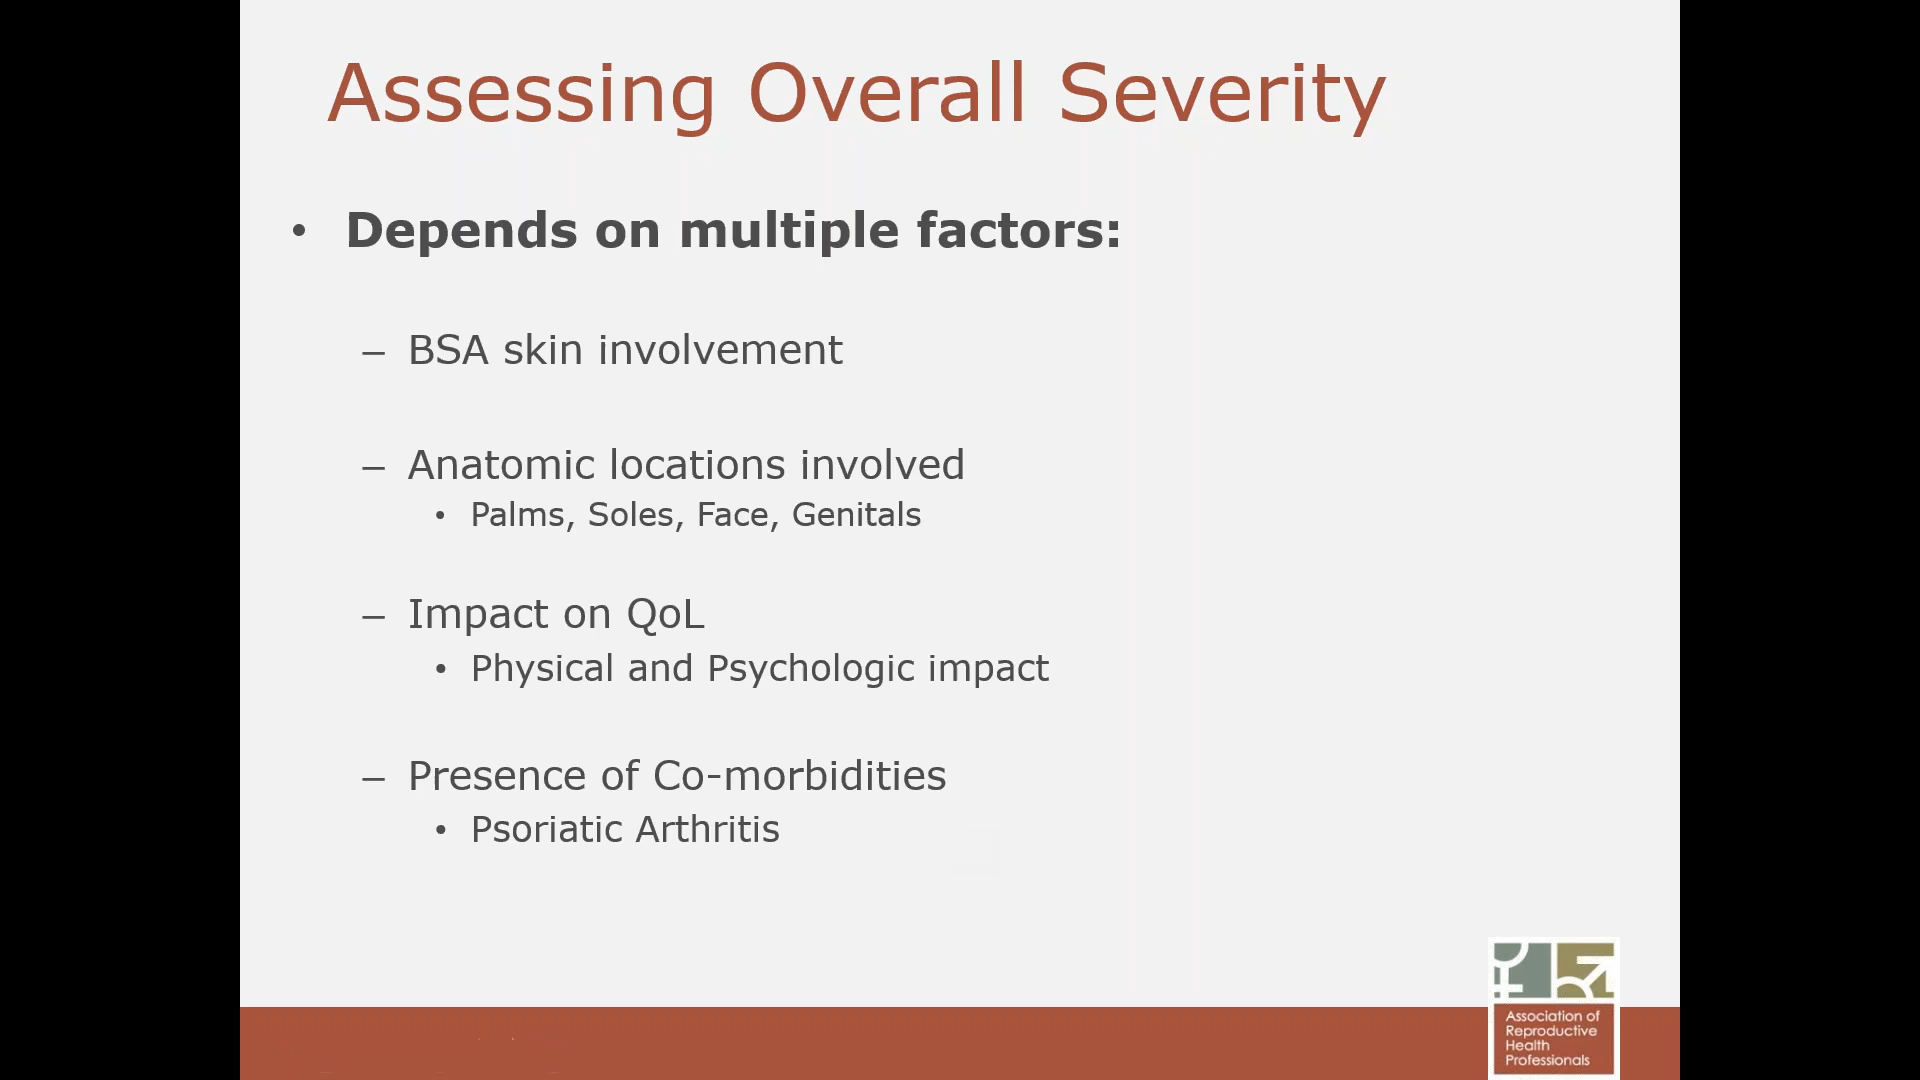 Assessing Overall Severity
• Depends on multiple factors:
– BSA skin involvement
– Anatomic locations involved
• Palms, Soles, Face, Genitals
– Impact on QoL
• Physical and Psychologic impact
– Presence of Co-morbidities
• Psoriatic Arthritis
Association of
Reproductive
Health
Professionals